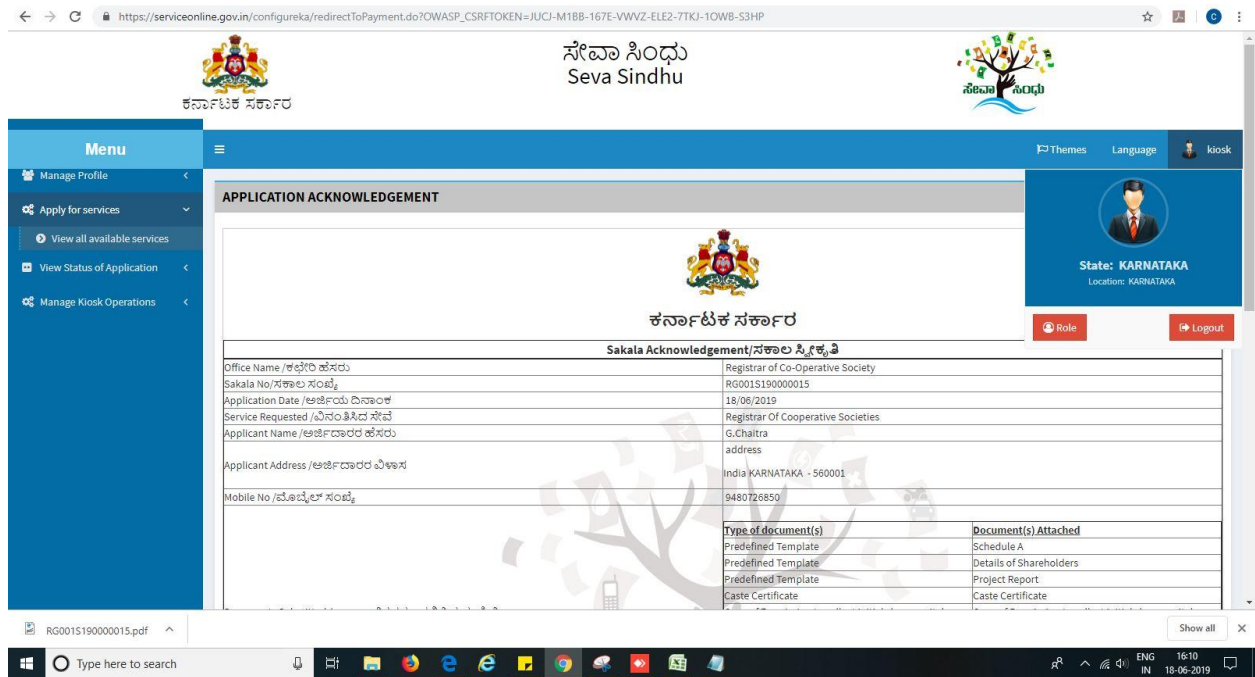 https://serviceonline.gov.in/configureka/redirectToPayment.do?OWASP_CSRFTOKEN=JUCJ-M1BB-167E-VWVZ-ELE2-7TKJ-1OWB-S3HP
ಕರ್ನಾಟಕ ಸರ್ಕಾರ
ಸೇವಾ ಸಿಂಧು
Seva Sindhu
ಸೇವಾ ಸಿಂಧು
Menu
Themes Language kiosk
Manage Profile
Apply for services
View all available services
View Status of Application
Manage Kiosk Operations
State: KARNATAKA
Location: KARNATAKA
Role Logout
APPLICATION ACKNOWLEDGEMENT
ಕರ್ನಾಟಕ ಸರ್ಕಾರ
Sakala Acknowledgement/ಸಕಾಲ ಸ್ವೀಕೃತಿ
Office Name /ಕಛೇರಿ ಹೆಸರು Registrar of Co-Operative Society
Sakala No/ಸಕಾಲ ಸಂಖ್ಯೆ RG001S190000015
Application Date /ಅರ್ಜಿಯ ದಿನಾಂಕ 18/06/2019
Service Requested /ವಿನಂತಿಸಿದ ಸೇವೆ Registrar Of Cooperative Societies
Applicant Name /ಅರ್ಜಿದಾರರ ಹೆಸರು G.Chaitra
Applicant Address /ಅರ್ಜಿದಾರರ ವಿಳಾಸ address
India KARNATAKA - 560001
Mobile No /ಮೊಬೈಲ್ ಸಂಖ್ಯೆ 9480726850
Type of document(s) Document(s) Attached
Predefined Template Schedule A
Predefined Template Details of Shareholders
Predefined Template Project Report
Caste Certificate Caste Certificate
RG001S190000015.pdf Show all
Type here to search ENG 16:10
IN 18-06-2019